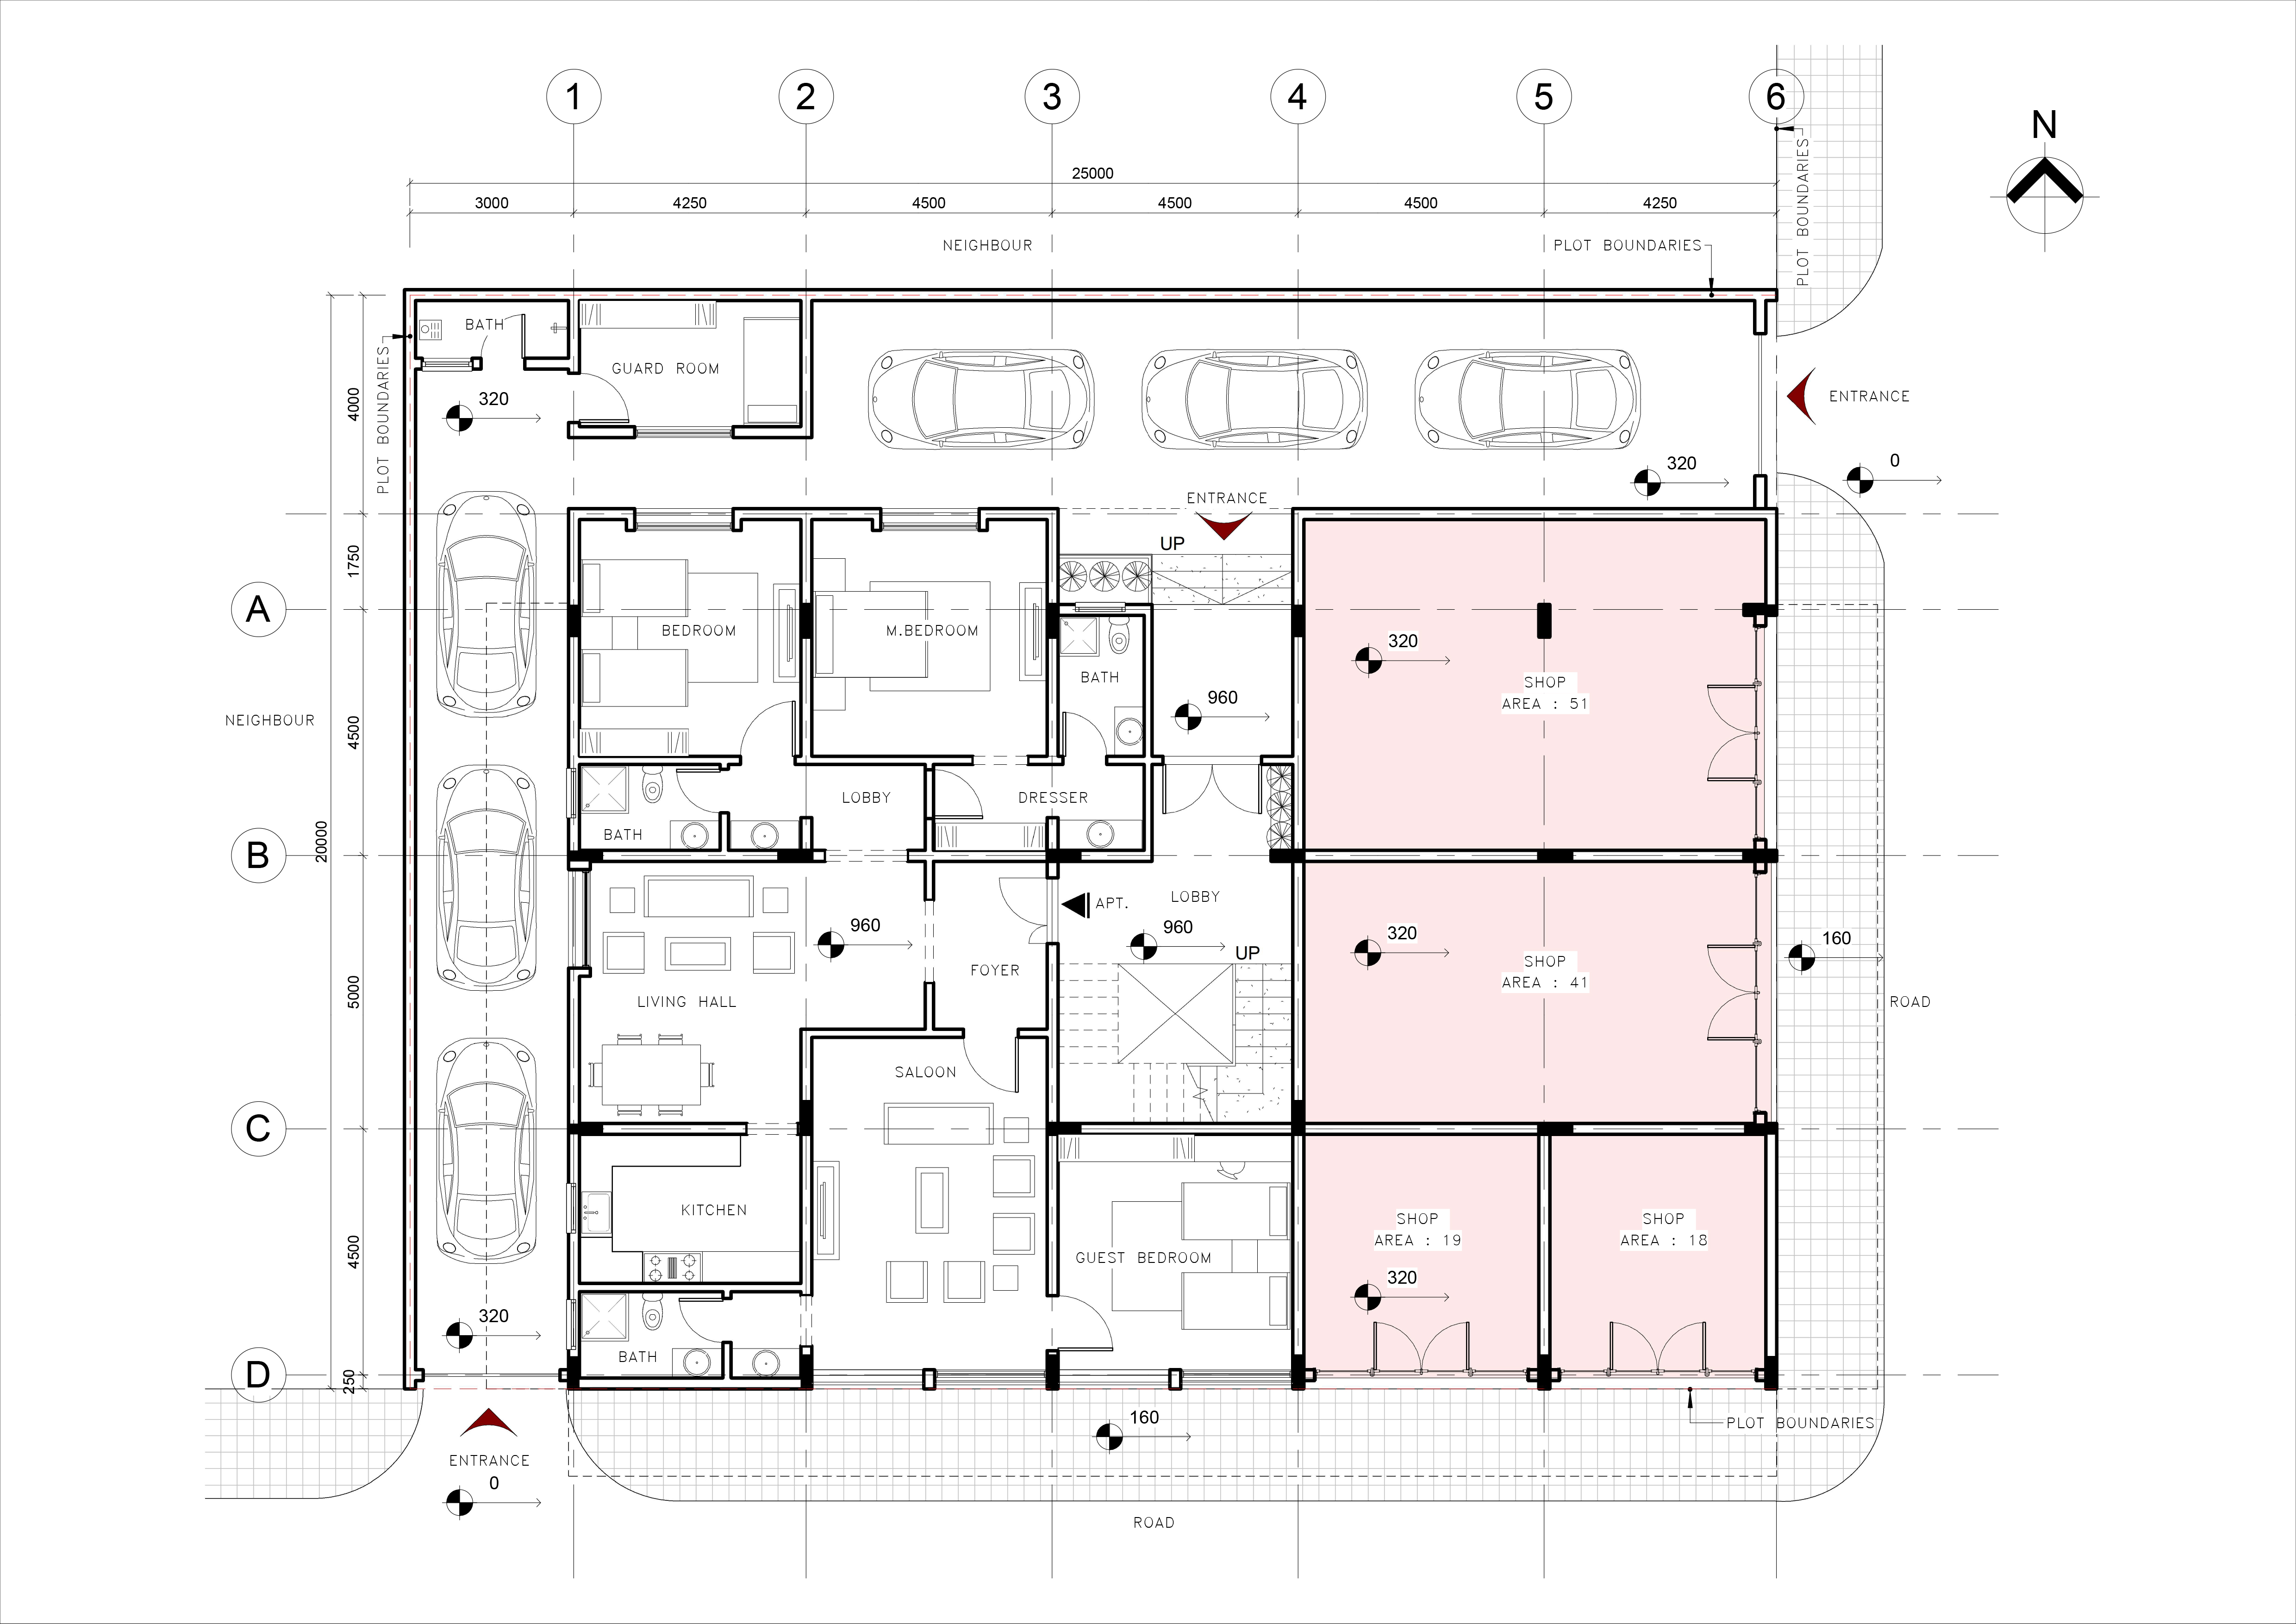 1
2
3
4
5
6
N
PLOT BOUNDARIES
25000
3000
4250
4500
4500
4500
4250
NEIGHBOUR
PLOT BOUNDARIES
BATH
GUARD ROOM
PLOT BOUNDARIES
320
4000
ENTRANCE
320
0
ENTRANCE
UP
1750
A
BEDROOM
M.BEDROOM
BATH
320
SHOP
AREA : 51
960
NEIGHBOUR
4500
LOBBY
DRESSER
BATH
20000
B
960
APT.
LOBBY
960
UP
320
SHOP
AREA : 41
160
ROAD
FOYER
LIVING HALL
5000
SALOON
C
KITCHEN
GUEST BEDROOM
SHOP
AREA : 19
320
SHOP
AREA : 18
4500
320
BATH
D
250
160
PLOT BOUNDARIES
ENTRANCE
0
ROAD